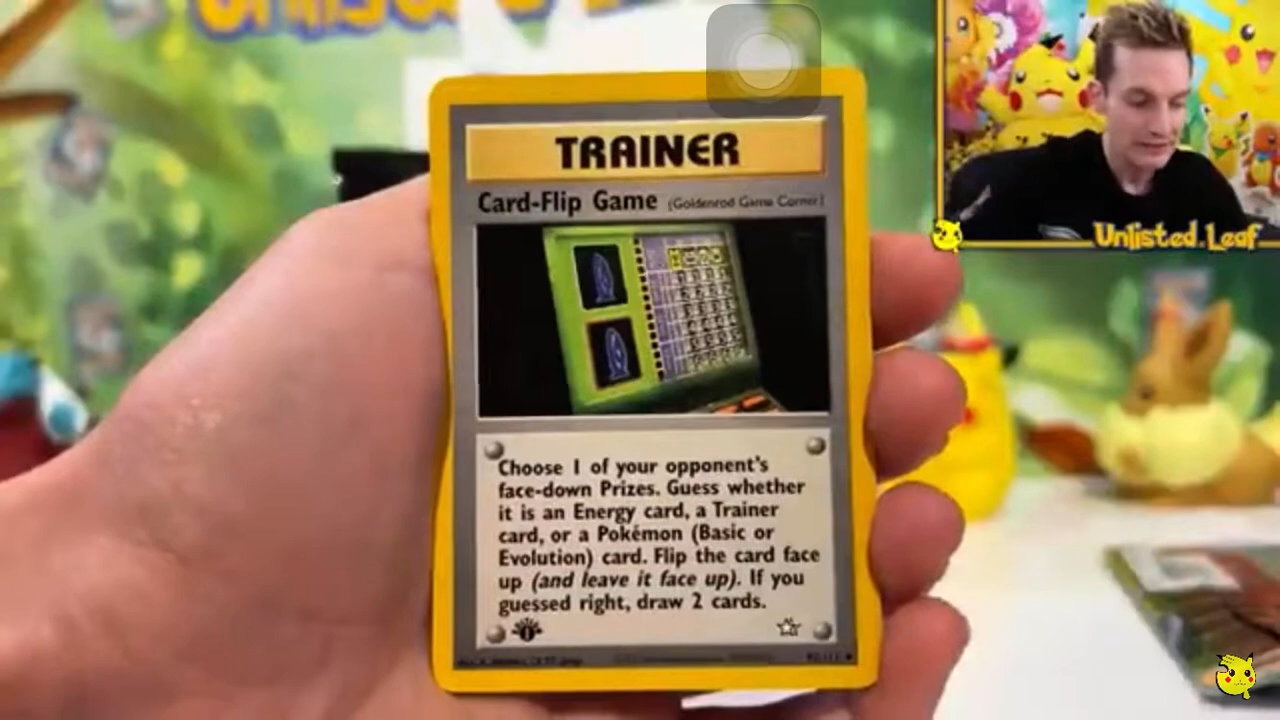 TRAINER
Card-Flip Game (Goldenrod Game Corner)
Choose 1 of your opponent's
face-down Prizes. Guess whether
it is an Energy card, a Trainer
card, or a Pokémon (Basic or
Evolution) card. Flip the card face
up (and leave it face up). If you
guessed right, draw 2 cards.
Unlisted Leaf